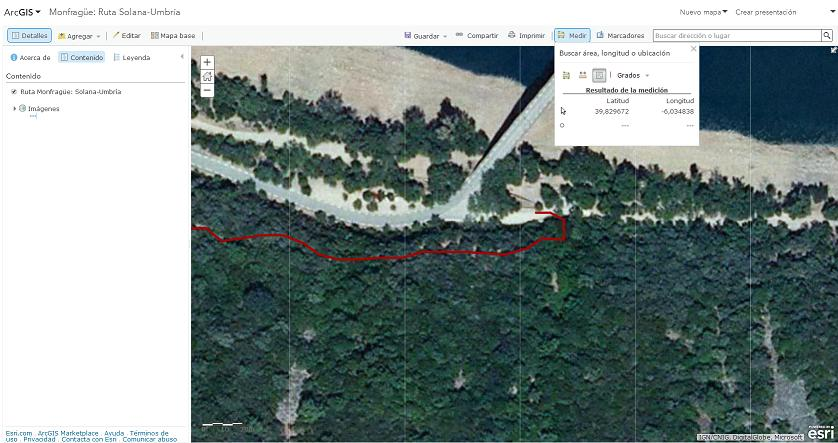 ArcGIS Monfragüe: Ruta Solana-Umbría Nuevo mapa Crear presentación
Detalles Agregar Editar Mapa base Guardar Compartir Imprimir Medir Marcadores Buscar dirección o lugar
Acerca de Contenido Leyenda
Contenido
Ruta Monfragüe: Solana-Umbría
Imágenes
Buscar área, longitud o ubicación
Grados
Resultado de la medición
Latitud Longitud
39,829672 -6,034838
--- ---
Esri.com . ArcGIS Marketplace . Ayuda . Términos de
uso . Privacidad . Contacta con Esri . Comunicar abuso
IGN/CNIG, DigitalGlobe, Microsoft
esri